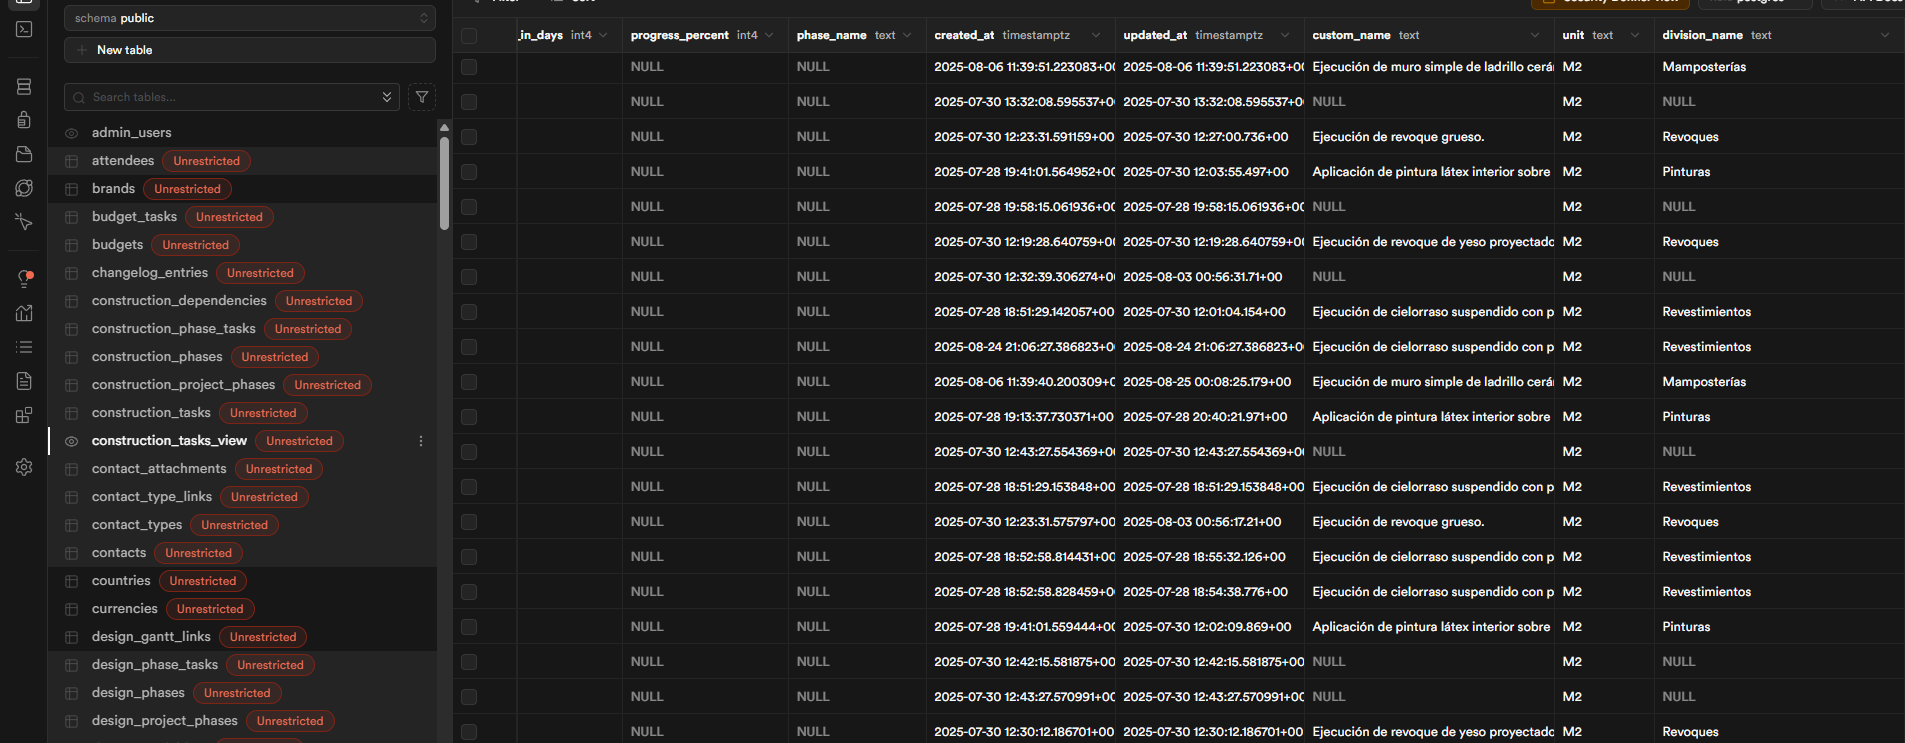 schema public
New table
Search tables...
admin_users
attendees Unrestricted
brands Unrestricted
budget_tasks Unrestricted
budgets Unrestricted
changelog_entries Unrestricted
construction_dependencies Unrestricted
construction_phase_tasks Unrestricted
construction_phases Unrestricted
construction_project_phases Unrestricted
construction_tasks Unrestricted
construction_tasks_view Unrestricted
contact_attachments Unrestricted
contact_type_links Unrestricted
contact_types Unrestricted
contacts Unrestricted
countries Unrestricted
currencies Unrestricted
design_gantt_links Unrestricted
design_phase_tasks Unrestricted
design_phases Unrestricted
design_project_phases Unrestricted
_in_days int4 progress_percent int4 phase_name text created_at timestamptz updated_at timestamptz custom_name text unit text division_name text
NULL NULL 2025-08-06 11:39:51.223083+00 2025-08-06 11:39:51.223083+00 Ejecución de muro simple de ladrillo cerá M2 Mamposterías
NULL NULL 2025-07-30 13:32:08.595537+0 2025-07-30 13:32:08.595537+0 NULL M2 NULL
NULL NULL 2025-07-30 12:23:31.591159+00 2025-07-30 12:27:00.736+00 Ejecución de revoque grueso. M2 Revoques
NULL NULL 2025-07-28 19:41:01.564952+00 2025-07-30 12:03:55.497+00 Aplicación de pintura látex interior sobre M2 Pinturas
NULL NULL 2025-07-28 19:58:15.061936+00 2025-07-28 19:58:15.061936+00 NULL M2 NULL
NULL NULL 2025-07-30 12:19:28.640759+0 2025-07-30 12:19:28.640759+0 Ejecución de revoque de yeso proyectado M2 Revoques
NULL NULL 2025-07-30 12:32:39.306274+0 2025-08-03 00:56:31.71+00 NULL M2 NULL
NULL NULL 2025-07-28 18:51:29.142057+00 2025-07-30 12:01:04.154+00 Ejecución de cielorraso suspendido con p M2 Revestimientos
NULL NULL 2025-08-24 21:06:27.386823+0 2025-08-24 21:06:27.386823+0 Ejecución de cielorraso suspendido con p M2 Revestimientos
NULL NULL 2025-08-06 11:39:40.200309+0 2025-08-25 00:08:25.179+00 Ejecución de muro simple de ladrillo cerá M2 Mamposterías
NULL NULL 2025-07-28 19:13:37.730371+00 2025-07-28 20:40:21.971+00 Aplicación de pintura látex interior sobre M2 Pinturas
NULL NULL 2025-07-30 12:43:27.554369+0 2025-07-30 12:43:27.554369+0 NULL M2 NULL
NULL NULL 2025-07-28 18:51:29.153848+00 2025-07-28 18:51:29.153848+00 Ejecución de cielorraso suspendido con p M2 Revestimientos
NULL NULL 2025-07-30 12:23:31.575797+00 2025-08-03 00:56:17.21+00 Ejecución de revoque grueso. M2 Revoques
NULL NULL 2025-07-28 18:52:58.814431+00 2025-07-28 18:55:32.126+00 Ejecución de cielorraso suspendido con p M2 Revestimientos
NULL NULL 2025-07-28 18:52:58.828459+0 2025-07-28 18:54:38.776+00 Ejecución de cielorraso suspendido con p M2 Revestimientos
NULL NULL 2025-07-28 19:41:01.559444+00 2025-07-30 12:02:09.869+00 Aplicación de pintura látex interior sobre M2 Pinturas
NULL NULL 2025-07-30 12:42:15.581875+00 2025-07-30 12:42:15.581875+00 NULL M2 NULL
NULL NULL 2025-07-30 12:43:27.570991+00 2025-07-30 12:43:27.570991+00 NULL M2 NULL
NULL NULL 2025-07-30 12:30:12.186701+00 2025-07-30 12:30:12.186701+00 Ejecución de revoque de yeso proyectado M2 Revoques